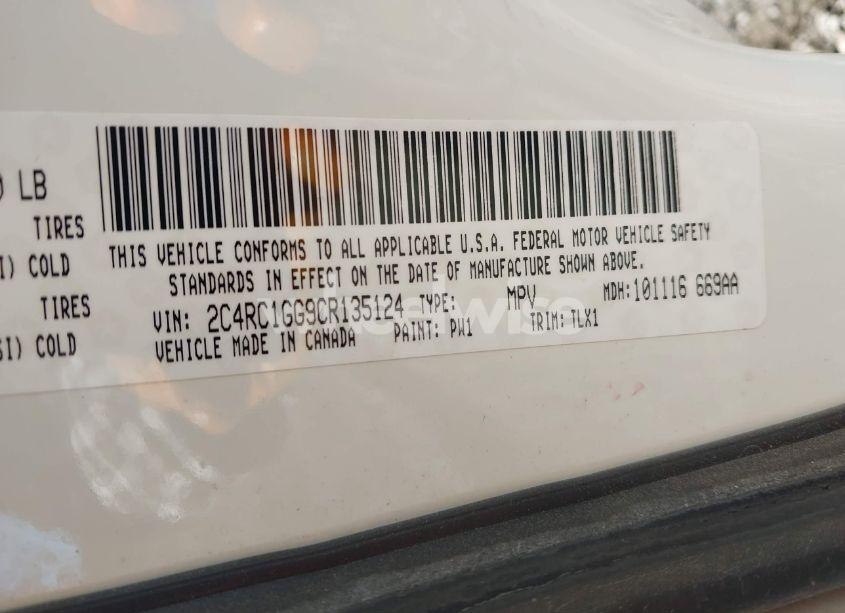 ) LB
TIRES
I) COLD
TIRES
SI) COLD
THIS VEHICLE CONFORMS TO ALL APPLICABLE U.S.A. FEDERAL MOTOR VEHICLE SAFETY
STANDARDS IN EFFECT ON THE DATE OF MANUFACTURE SHOWN ABOVE.
VIN: 2C4RC1GG9CR135124 TYPE: MPV MDH:101116 669AA
VEHICLE MADE IN CANADA PAINT: PW1 TRIM: TLX1